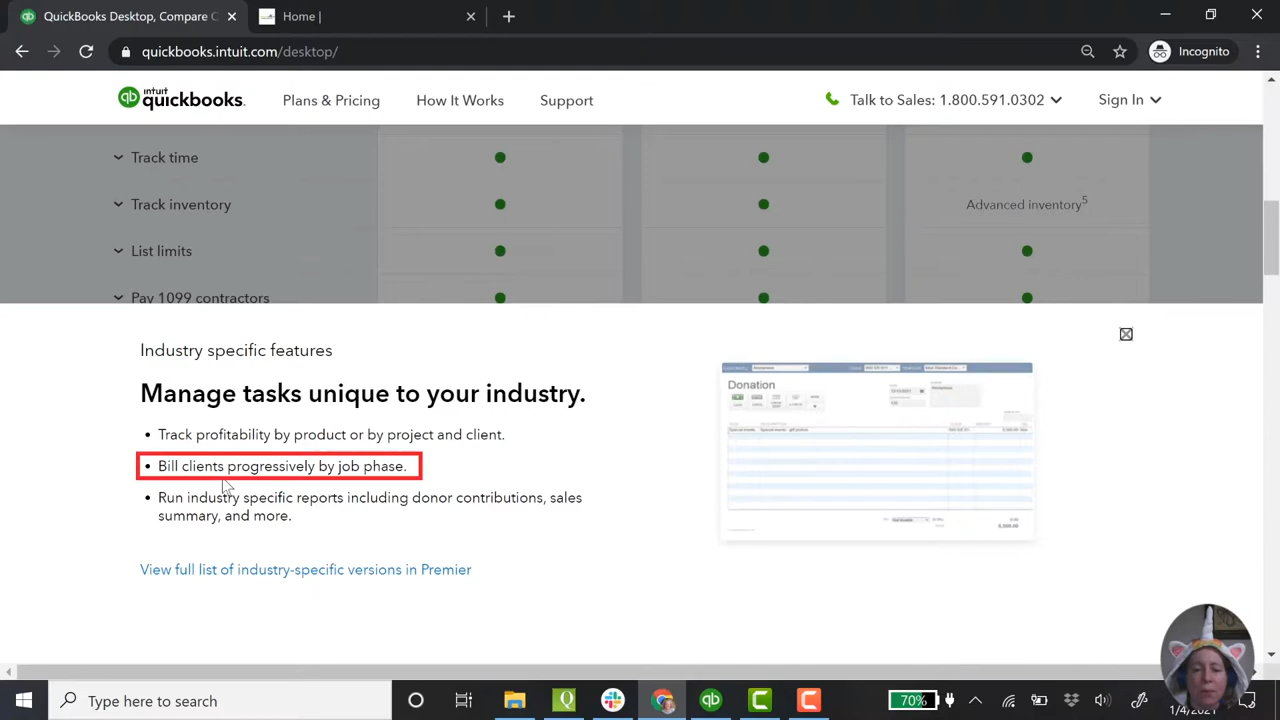 QuickBooks Desktop, Compare Q
Home |
quickbooks.intuit.com/desktop/
Incognito
intuit
quickbooks.
Plans & Pricing
How It Works
Support
Talk to Sales: 1.800.591.0302
Sign In
Track time
Track inventory
Advanced inventory5
List limits
Pay 1099 contractors
Industry specific features
Manage tasks unique to your industry.
• Track profitability by product or by project and client.
• Bill clients progressively by job phase.
• Run industry specific reports including donor contributions, sales
summary, and more.
View full list of industry-specific versions in Premier
Donation
Type here to search
70%